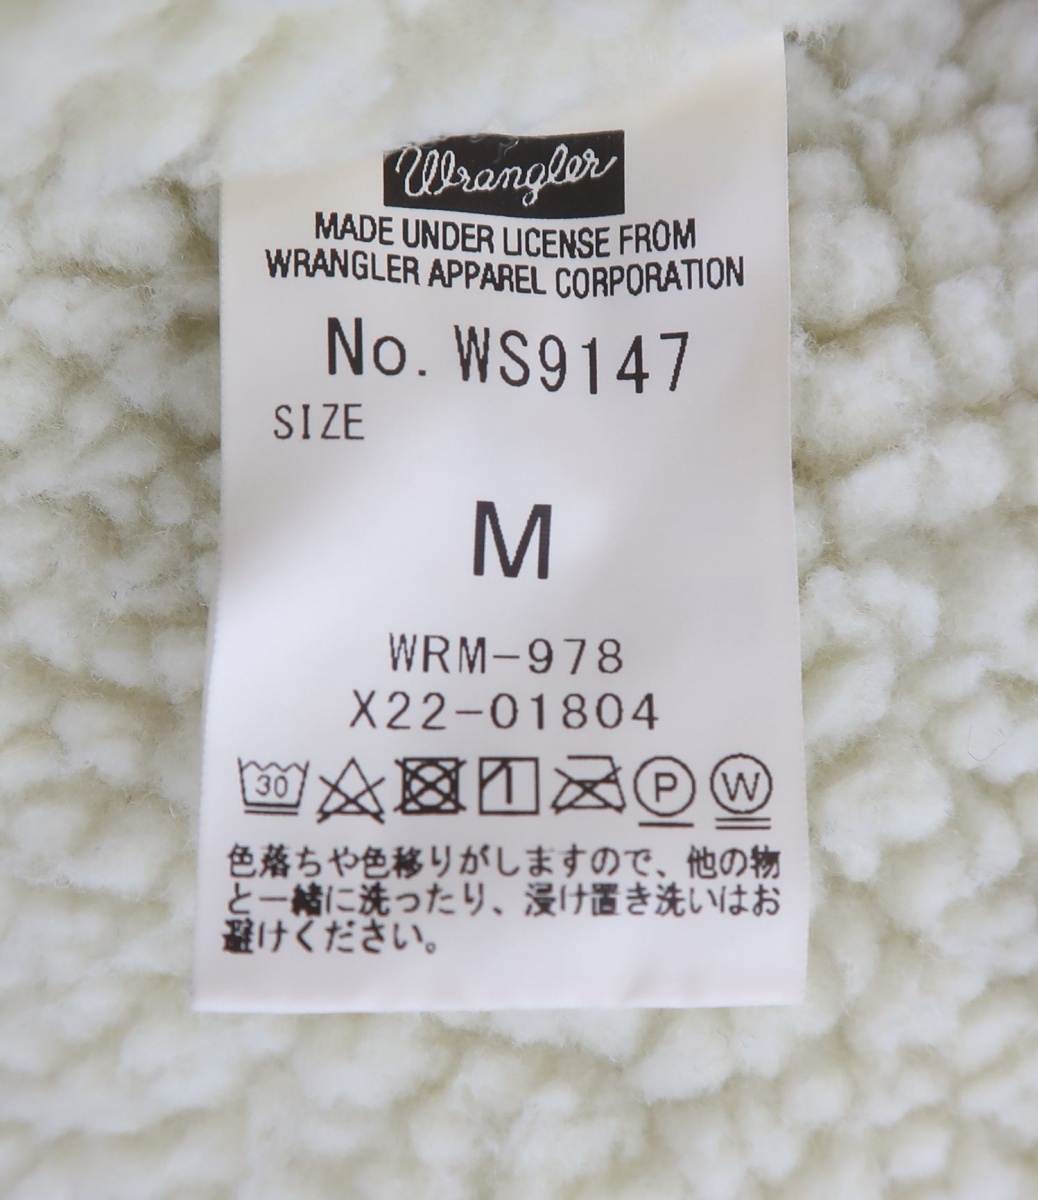 Wrangler
MADE UNDER LICENSE FROM
WRANGLER APPAREL CORPORATION
No. WS9147
SIZE
M
WRM-978
X22-01804
30 P W
色落ちや色移りがしますので、他の物
と一緒に洗ったり、浸け置き洗いはお
避けください。